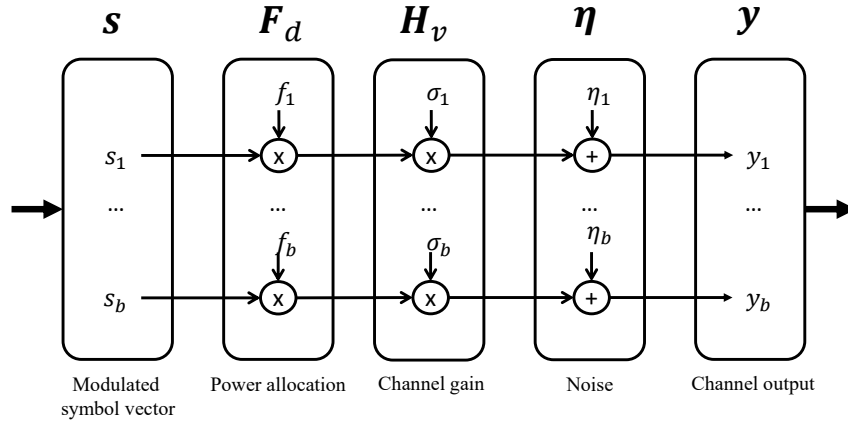 s F_d H_v η y
f_1 σ_1 η_1
s_1 x x + y_1
... ... ... ... ...
f_b σ_b η_b
s_b x x + y_b
Modulated symbol vector
Power allocation
Channel gain
Noise
Channel output